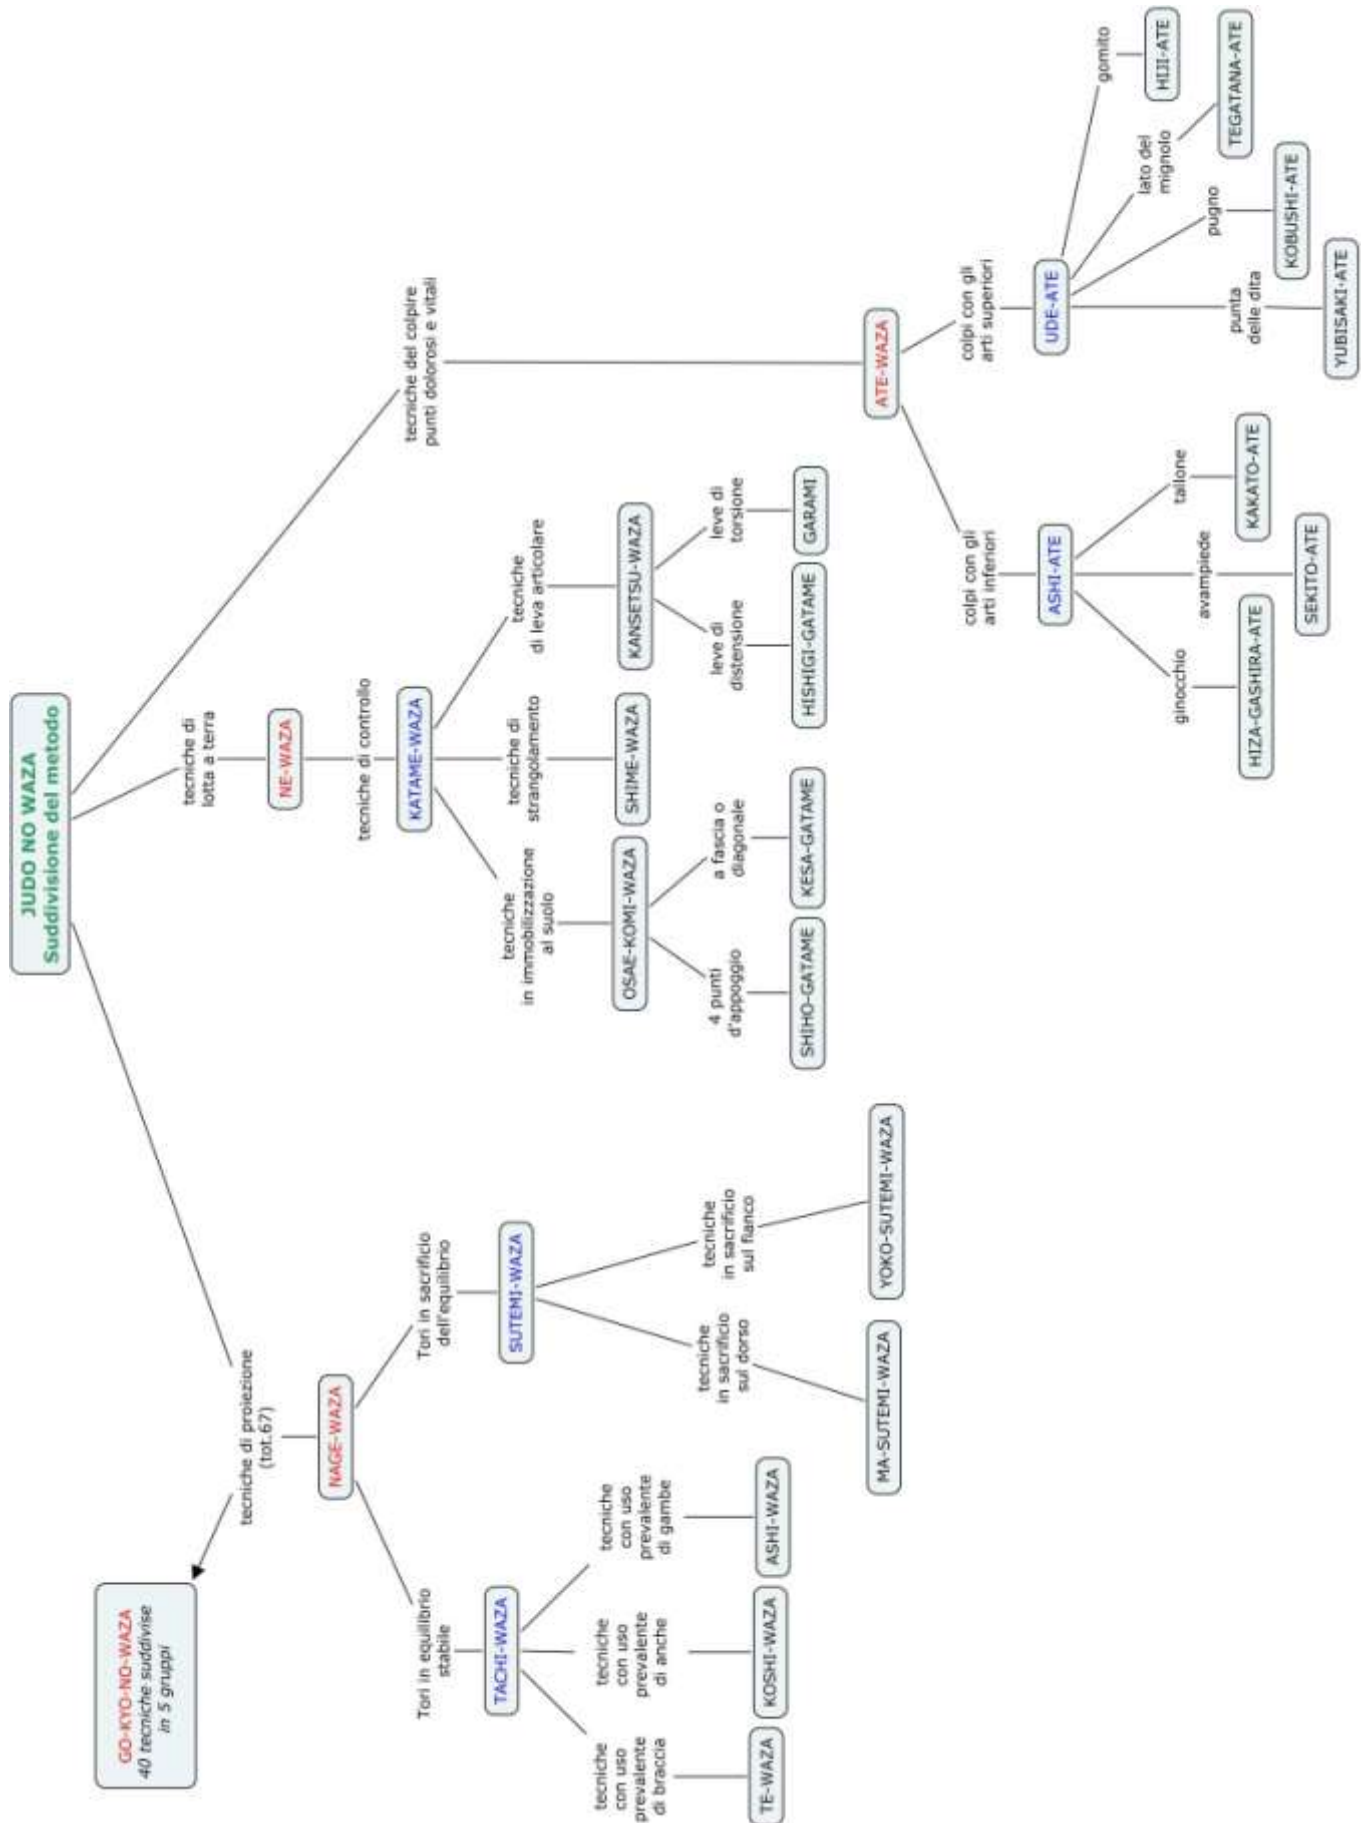 JUDO NO WAZA
Suddivisione del metodo
GO-KYO-NO-WAZA
40 tecniche suddivise
in 5 gruppi
tecniche di proiezione
(tot.67)
NAGE-WAZA
Tori in equilibrio
stabile
TACHI-WAZA
tecniche
con uso
prevalente
di braccia
TE-WAZA
tecniche
con uso
prevalente
di anche
KOSHI-WAZA
tecniche
con uso
prevalente
di gambe
ASHI-WAZA
Tori in sacrificio
dell'equilibrio
SUTEMI-WAZA
tecniche
in sacrificio
sul dorso
MA-SUTEMI-WAZA
tecniche
in sacrificio
sul fianco
YOKO-SUTEMI-WAZA
tecniche di
lotta a terra
NE-WAZA
tecniche di controllo
KATAME-WAZA
tecniche
in immobilizzazione
al suolo
OSAE-KOMI-WAZA
4 punti
d'appoggio
SHIHO-GATAME
a fascia o
diagonale
KESA-GATAME
tecniche di
strangolamento
SHIME-WAZA
tecniche
di leva articolare
KANSETSU-WAZA
leve di
distensione
HISHIGI-GATAME
leve di
torsione
GARAMI
tecniche del colpire
punti dolorosi e vitali
ATE-WAZA
colpi con gli
arti inferiori
ASHI-ATE
ginocchio
HIZA-GASHIRA-ATE
avampiede
SEKITO-ATE
tallone
KAKATO-ATE
colpi con gli
arti superiori
UDE-ATE
punta
delle dita
YUBISAKI-ATE
pugno
KOBUSHI-ATE
lato del
mignolo
TEGATANA-ATE
gomito
HIJI-ATE